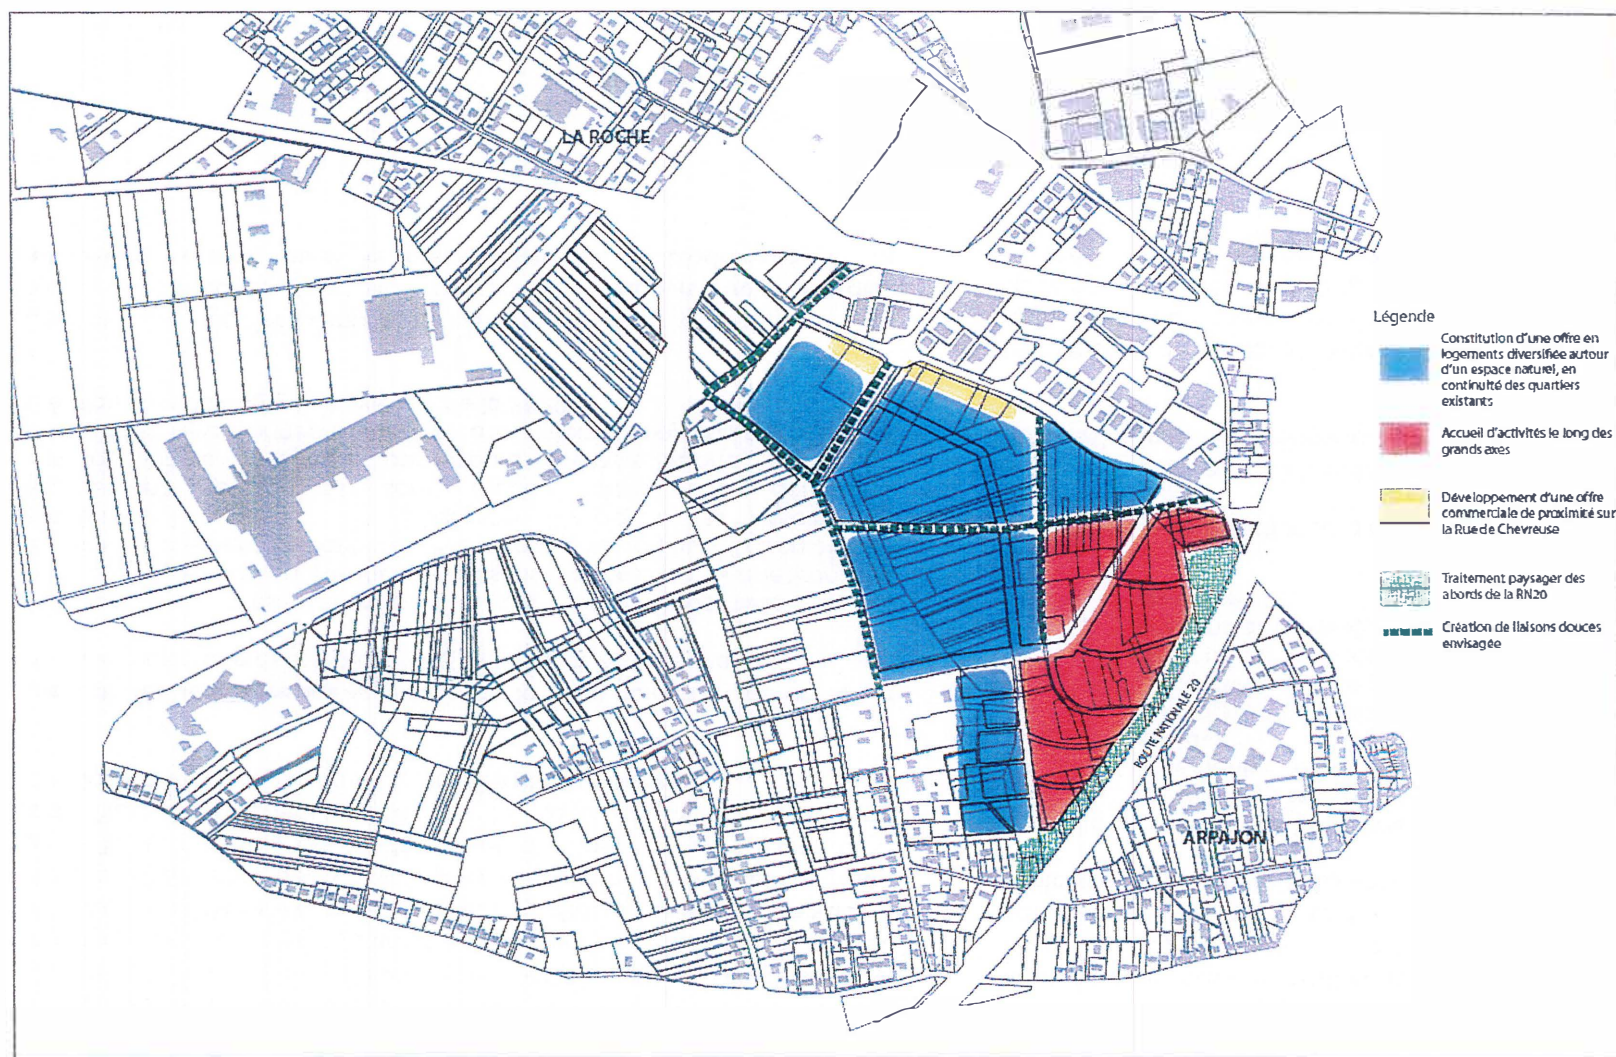 LA ROCHE
Légende
Constitution d'une offre en
logements diversifiée autour
d'un espace naturel, en
continuité des quartiers
existants
Accueil d'activités le long des
grands axes
Développement d'une offre
commerciale de proximité sur
la Rue de Chevreuse
Traitement paysager des
abords de la RN20
Création de liaisons douces
envisagée
ROUTE NATIONALE 20
ARPAJON